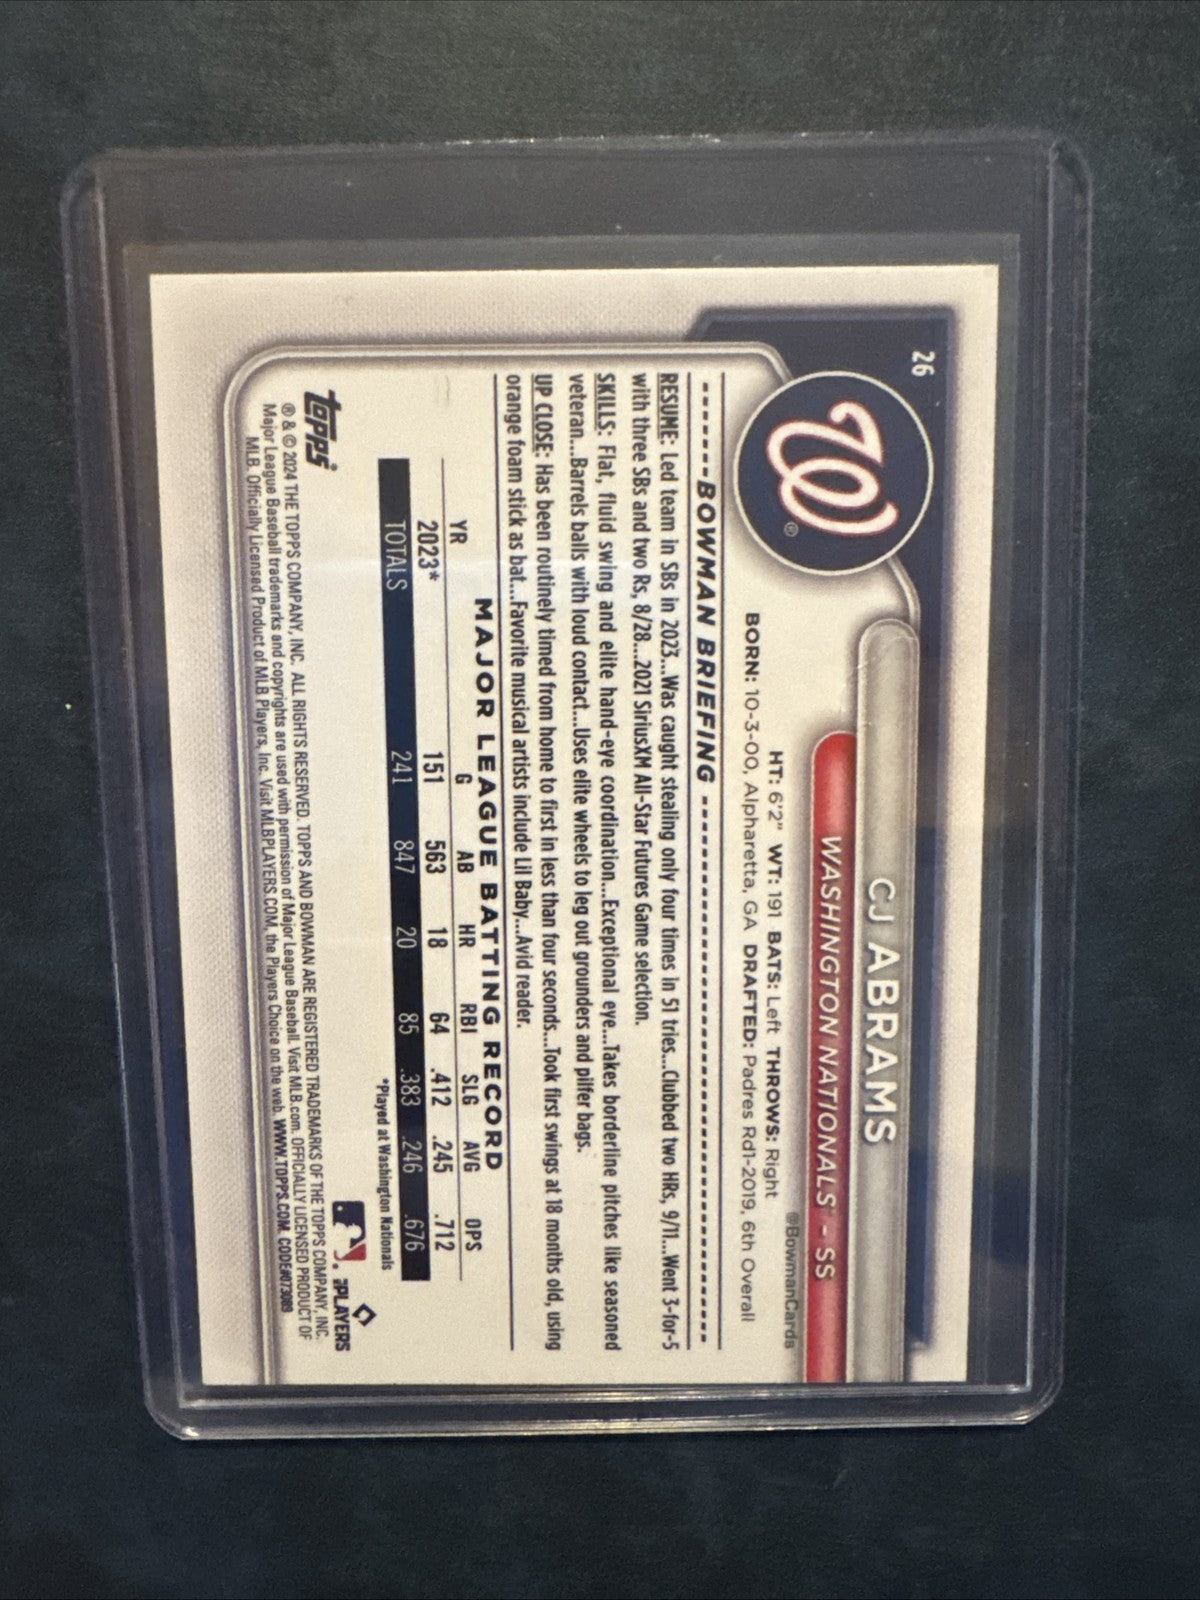 26
CJ ABRAMS
WASHINGTON NATIONALS® - SS
W
®
@BowmanCards
HT: 6'2" WT: 191 BATS: Left THROWS: Right
BORN: 10-3-00, Alpharetta, GA DRAFTED: Padres Rd1-2019, 6th Overall
BOWMAN BRIEFING
RESUME: Led team in SBs in 2023...Was caught stealing only four times in 51 tries...Clubbed two HRs, 9/11...Went 3-for-5
with three SBs and two Rs, 8/28...2021 SiriusXM All-Star Futures Game selection.
SKILLS: Flat, fluid swing and elite hand-eye coordination...Exceptional eye...Takes borderline pitches like seasoned
veteran...Barrels balls with loud contact...Uses elite wheels to leg out grounders and pilfer bags.
UP CLOSE: Has been routinely timed from home to first in less than four seconds...Took first swings at 18 months old, using
orange foam stick as bat...Favorite musical artists include Lil Baby...Avid reader.
MAJOR LEAGUE BATTING RECORD
YR G AB HR RBI SLG AVG OPS
2023* 151 563 18 64 .412 .245 .712
TOTALS 241 847 20 85 .383 .246 .676
*Played at Washington Nationals
topps
® & © 2024 THE TOPPS COMPANY, INC. ALL RIGHTS RESERVED. TOPPS AND BOWMAN ARE REGISTERED TRADEMARKS OF THE TOPPS COMPANY, INC.
Major League Baseball trademarks and copyrights are used with permission of Major League Baseball. Visit MLB.com. OFFICIALLY LICENSED PRODUCT OF
MLB. Officially Licensed Product of MLB Players, Inc. Visit MLBPLAYERS.COM, the Players Choice on the web. WWW.TOPPS.COM. CODE#073089
PLAYERS